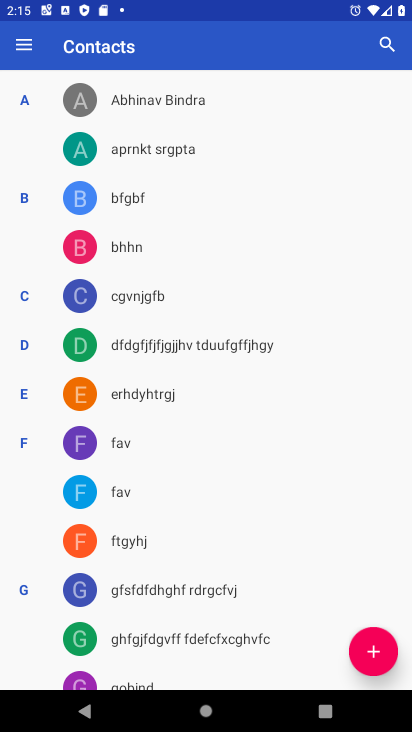 2:15
Contacts
A
A Abhinav Bindra
A aprnkt srgpta
B
B bfgbf
B bhhn
C
C cgvnjgfb
D
D dfdgfjfjfjgjjhv tduufgffjhgy
E
E erhdyhtrgj
F
F fav
F fav
F ftgyhj
G
G gfsfdfdhghf rdrgcfvj
G ghfgjfdgvff fdefcfxcghvfc
G gobind